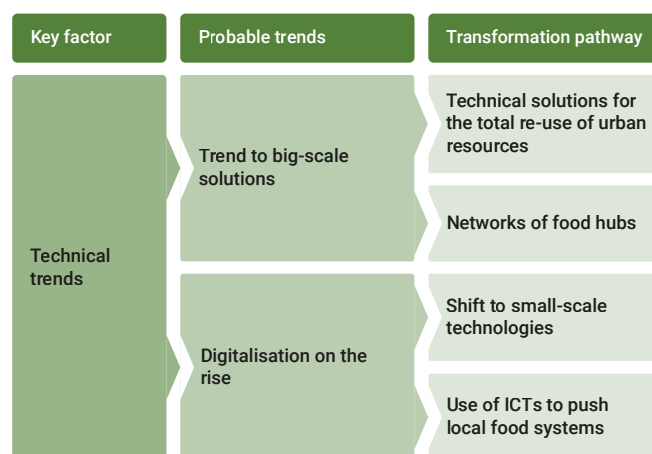 Key factor
Probable trends
Transformation pathway
Technical
trends
Trend to big-scale
solutions
Technical solutions for
the total re-use of urban
resources
Networks of food hubs
Digitalisation on the
rise
Shift to small-scale
technologies
Use of ICTs to push
local food systems